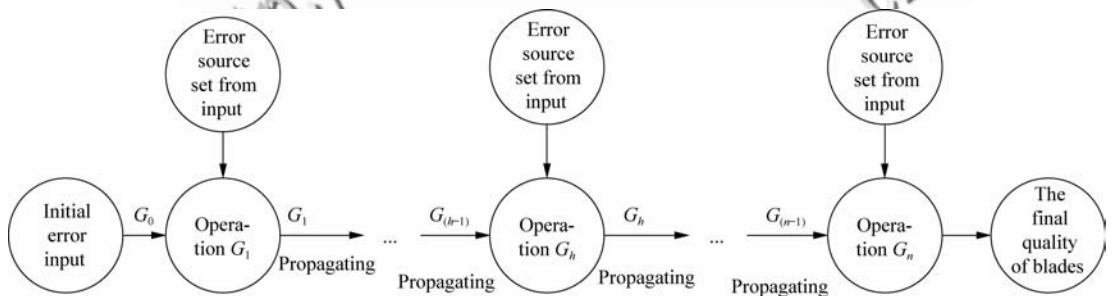 Error
source
set from
input
Error
source
set from
input
Error
source
set from
input
Initial
error
input
G₀
Opera-
tion G₁
G₁
Propagating
...
G₍ₕ₋₁₎
Propagating
Opera-
tion Gₕ
Gₕ
Propagating
...
G₍ₙ₋₁₎
Propagating
Opera-
tion Gₙ
The
final
quality
of blades